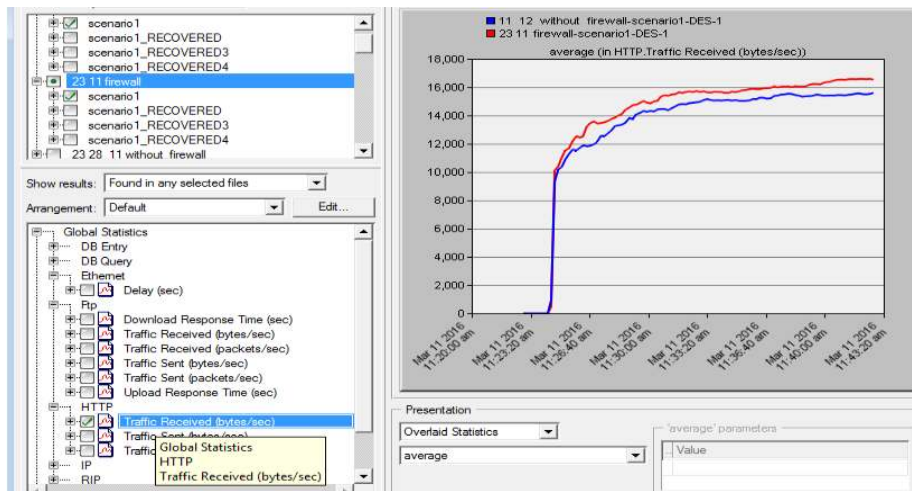 scenario1
scenario1_RECOVERED
scenario1_RECOVERED3
scenario1_RECOVERED4
23 11 firewall
scenario1
scenario1_RECOVERED
scenario1_RECOVERED3
scenario1_RECOVERED4
23 28 11 without firewall
Show results: Found in any selected files
Arrangement: Default Edit...
Global Statistics
DB Entry
DB Query
Ethernet
Delay (sec)
Ftp
Download Response Time (sec)
Traffic Received (bytes/sec)
Traffic Received (packets/sec)
Traffic Sent (bytes/sec)
Traffic Sent (packets/sec)
Upload Response Time (sec)
HTTP
Traffic Received (bytes/sec)
Traffic Sent (bytes/sec)
Traffic
IP
RIP
Global Statistics
HTTP
Traffic Received (bytes/sec)
11 12 without firewall-scenario1-DES-1
23 11 firewall-scenario1-DES-1
average (in HTTP.Traffic Received (bytes/sec))
18,000
16,000
14,000
12,000
10,000
8,000
6,000
4,000
2,000
0
Mar 11 2016 11:20:00 am
Mar 11 2016 11:23:20 am
Mar 11 2016 11:26:40 am
Mar 11 2016 11:30:00 am
Mar 11 2016 11:33:20 am
Mar 11 2016 11:36:40 am
Mar 11 2016 11:40:00 am
Mar 11 2016 11:43:20 am
Presentation
Overlaid Statistics
average
'average' parameters
... Value